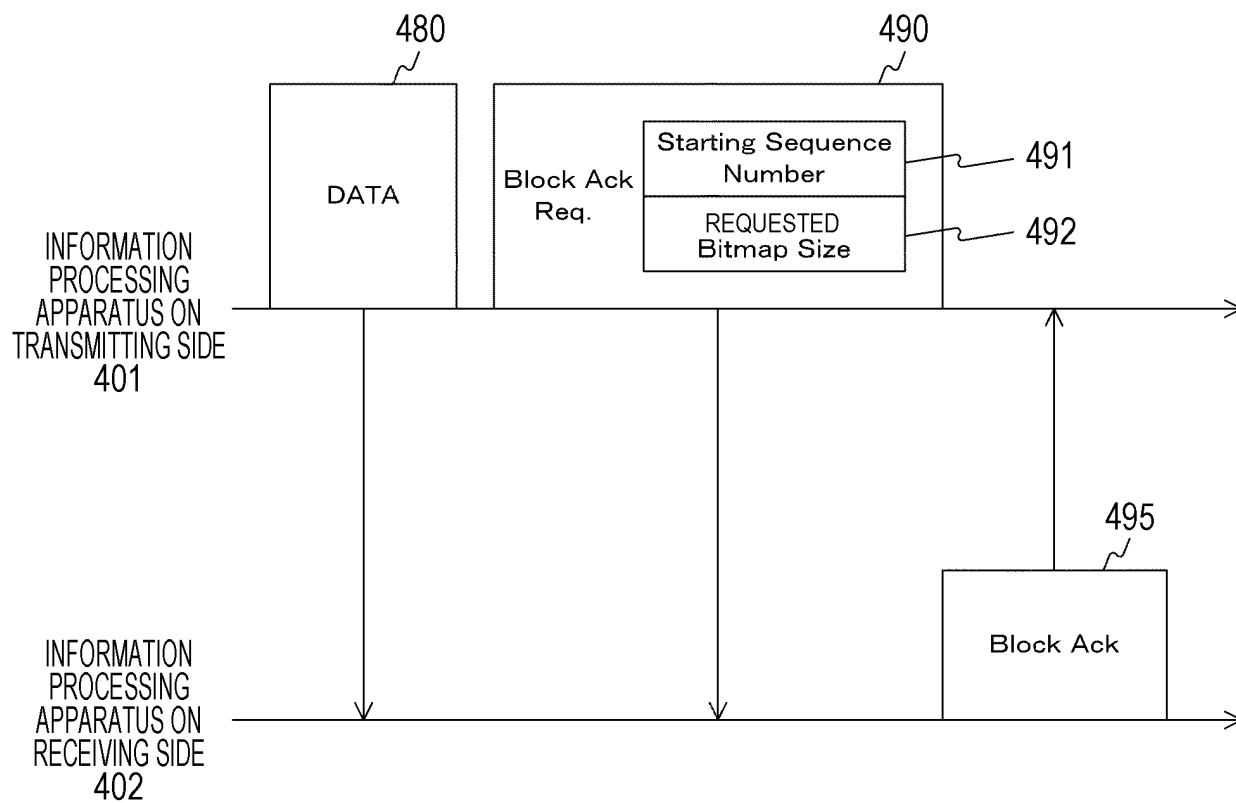 480
490
DATA
Block Ack
Req.
Starting Sequence
Number
491
REQUESTED
Bitmap Size
492
INFORMATION
PROCESSING
APPARATUS ON
TRANSMITTING SIDE
401
495
Block Ack
INFORMATION
PROCESSING
APPARATUS ON
RECEIVING SIDE
402